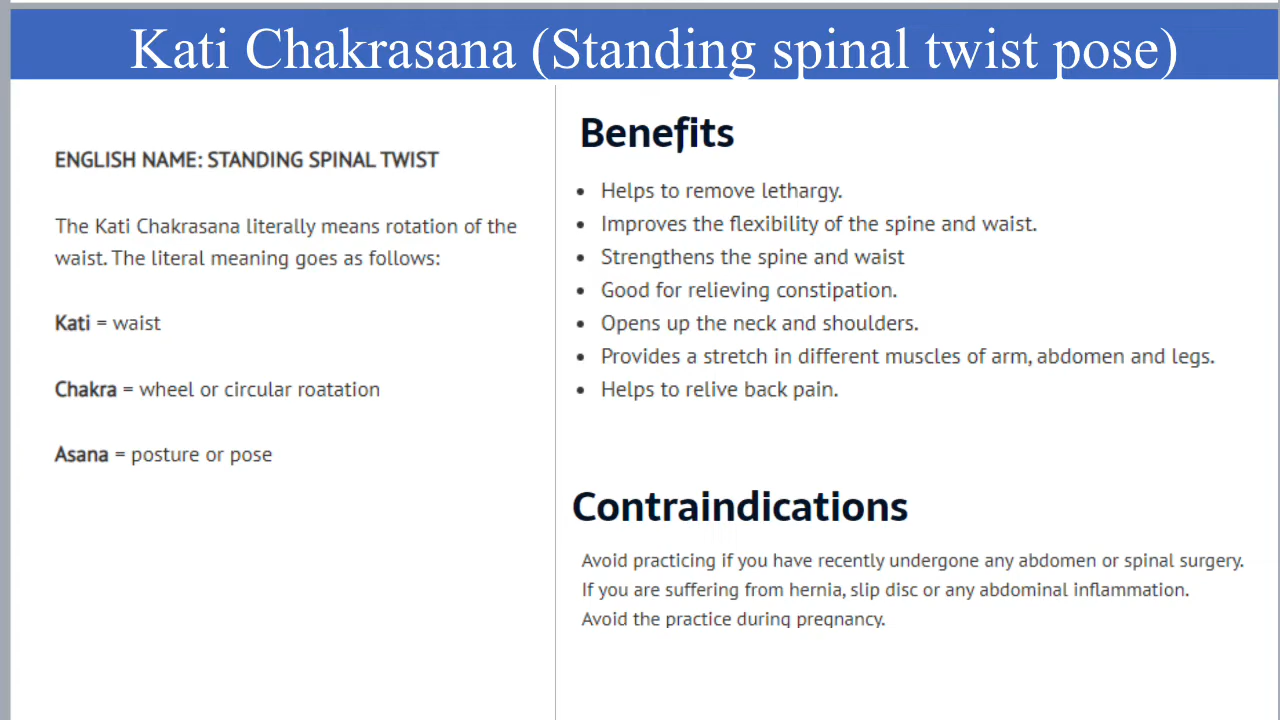 Kati Chakrasana (Standing spinal twist pose)
ENGLISH NAME: STANDING SPINAL TWIST
The Kati Chakrasana literally means rotation of the
waist. The literal meaning goes as follows:
Kati = waist
Chakra = wheel or circular roatation
Asana = posture or pose
Benefits
• Helps to remove lethargy.
• Improves the flexibility of the spine and waist.
• Strengthens the spine and waist
• Good for relieving constipation.
• Opens up the neck and shoulders.
• Provides a stretch in different muscles of arm, abdomen and legs.
• Helps to relive back pain.
Contraindications
Avoid practicing if you have recently undergone any abdomen or spinal surgery.
If you are suffering from hernia, slip disc or any abdominal inflammation.
Avoid the practice during pregnancy.